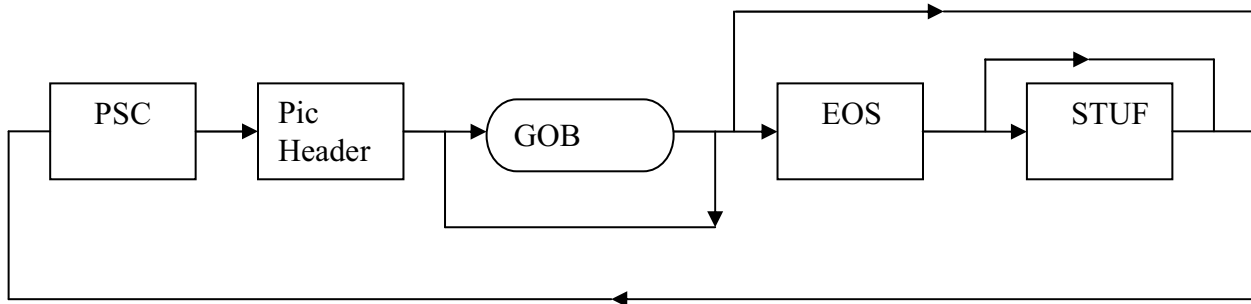 PSC
Pic
Header
GOB
EOS
STUF